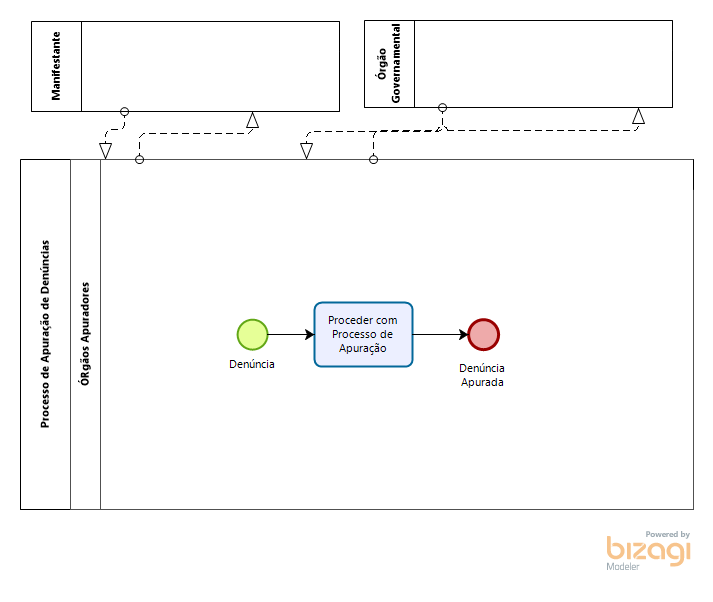 Manifestante
Órgão
Governamental
Processo de Apuração de Denúncias
ÓRgãos Apuradores
Denúncia
Proceder com
Processo de
Apuração
Denúncia
Apurada
Powered by
bizagi
Modeler